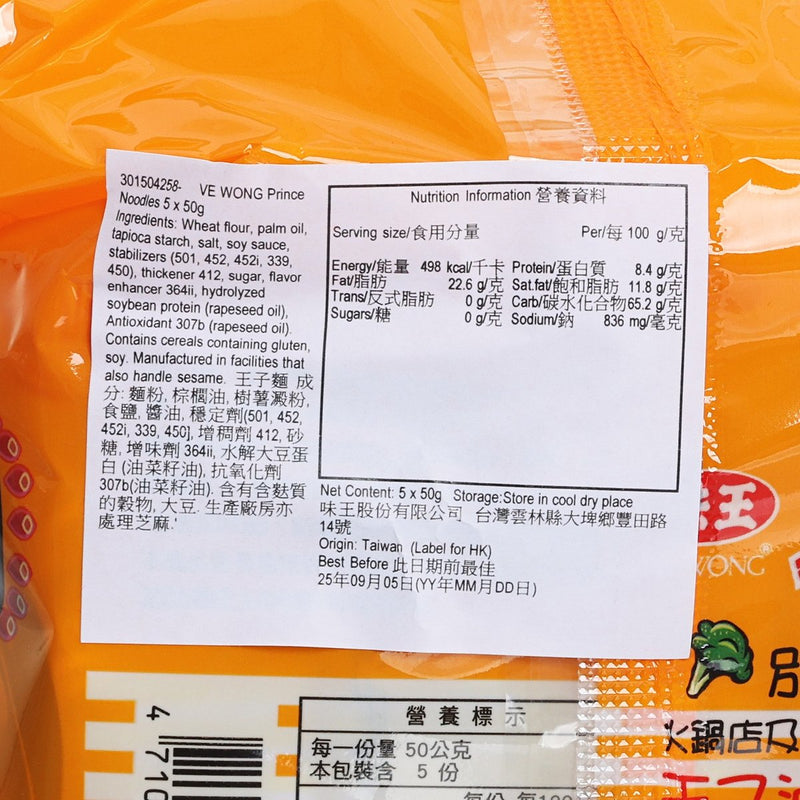 301504258- VE WONG Prince
Noodles 5 x 50g
Ingredients: Wheat flour, palm oil,
tapioca starch, salt, soy sauce,
stabilizers (501, 452, 452i, 339,
450), thickener 412, sugar, flavor
enhancer 364ii, hydrolyzed
soybean protein (rapeseed oil),
Antioxidant 307b (rapeseed oil).
Contains cereals containing gluten,
soy. Manufactured in facilities that
also handle sesame. 王子麵 成
分: 麵粉, 棕櫚油, 樹薯澱粉,
食鹽, 醬油, 穩定劑(501, 452,
452i, 339, 450], 增稠劑 412, 砂
糖, 增味劑 364ii, 水解大豆蛋
白 (油菜籽油), 抗氧化劑
307b(油菜籽油). 含有含麩質
的穀物, 大豆. 生產廠房亦
處理芝麻.'
Nutrition Information 營養資料
Serving size/食用分量 Per/每 100 g/克
Energy/能量 498 kcal/千卡 Protein/蛋白質 8.4 g/克
Fat/脂肪 22.6 g/克 Sat.fat/飽和脂肪 11.8 g/克
Trans/反式脂肪 0 g/克 Carb/碳水化合物65.2 g/克
Sugars/糖 0 g/克 Sodium/鈉 836 mg/毫克
Net Content: 5 x 50g Storage:Store in cool dry place
味王股份有限公司 台灣雲林縣大埤鄉豐田路
14號
Origin: Taiwan (Label for HK)
Best Before 此日期前最佳
25年09月05日(YY年MM月DD日)
王
WONG®
火鍋店及
營養標示
每一份量 50公克
本包裝含 5 份
4 710